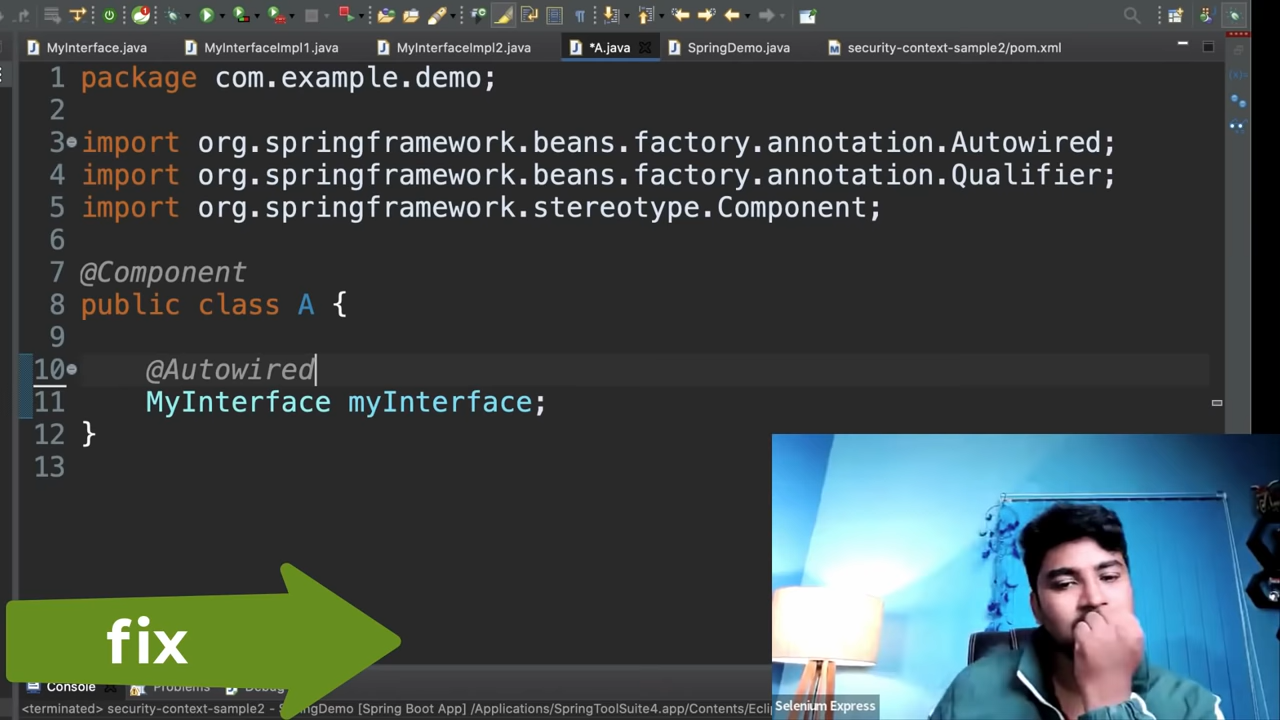 MyInterface.java
MyInterfaceImpl1.java
MyInterfaceImpl2.java
*A.java
SpringDemo.java
security-context-sample2/pom.xml
1 package com.example.demo;
2
3 import org.springframework.beans.factory.annotation.Autowired;
4 import org.springframework.beans.factory.annotation.Qualifier;
5 import org.springframework.stereotype.Component;
6
7 @Component
8 public class A {
9
10 @Autowired
11 MyInterface myInterface;
12 }
13
fix
Console
Problems
Debug
<terminated> security-context-sample2 - SpringDemo [Spring Boot App] /Applications/SpringToolSuite4.app/Contents/Ecli
Selenium Express